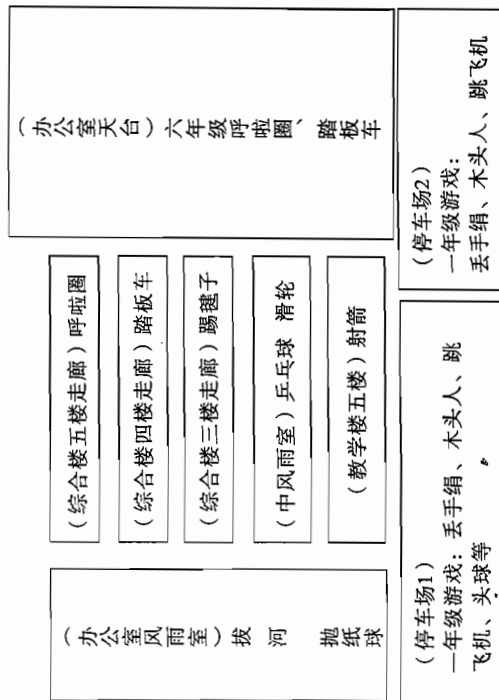 （办公室风雨室）拔 河 抛纸球
（综合楼五楼走廊）呼啦圈
（综合楼四楼走廊）踏板车
（综合楼三楼走廊）踢毽子
（中风雨室）乒乓球 滑轮
（教学楼五楼）射箭
（办公室天台）六年级呼啦圈、踏板车
（停车场1）
一年级游戏：丢手绢、木头人、跳
飞机、头球等
（停车场2）
一年级游戏：
丢手绢、木头人、跳飞机